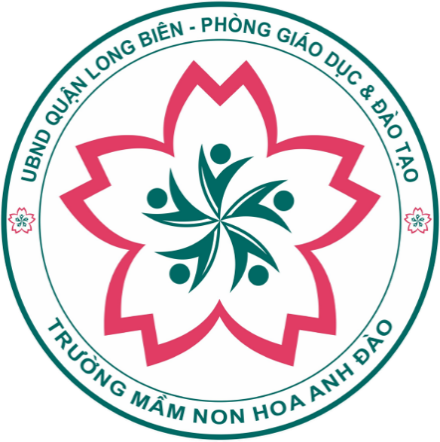 UBND QUẬN LONG BIÊN - PHÒNG GIÁO DỤC & ĐÀO TẠO
TRƯỜNG MẦM NON HOA ANH ĐÀO